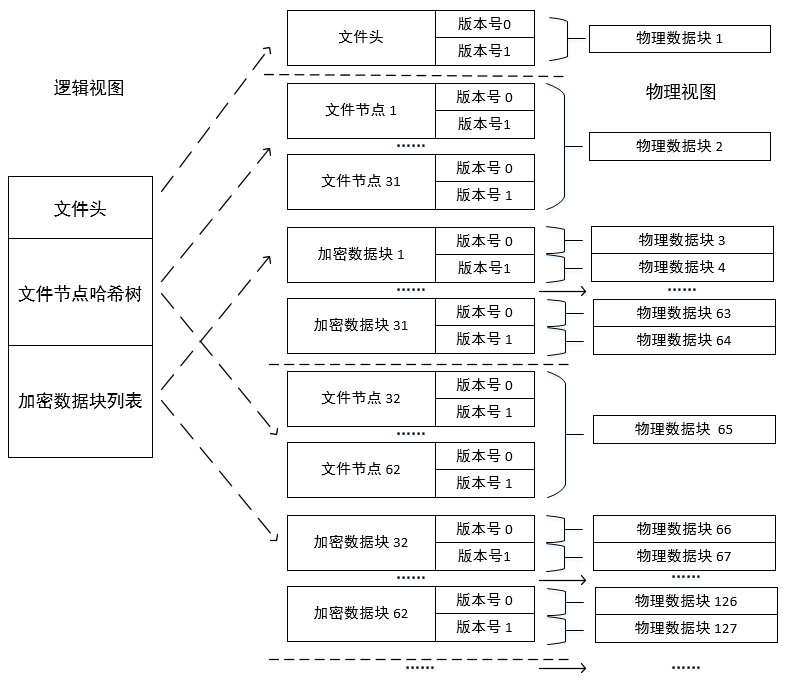 逻辑视图
文件头
文件节点哈希树
加密数据块列表
文件头
版本号0
版本号1
物理数据块 1
物理视图
文件节点 1
版本号 0
版本号1
......
文件节点 31
版本号 0
版本号 1
物理数据块 2
加密数据块 1
版本号 0
版本号1
物理数据块 3
物理数据块 4
......
......
加密数据块 31
版本号 0
版本号 1
物理数据块 63
物理数据块 64
文件节点 32
版本号 0
版本号 1
......
文件节点 62
版本号 0
版本号 1
物理数据块 65
加密数据块 32
版本号 0
版本号1
物理数据块 66
物理数据块 67
......
......
加密数据块 62
版本号 0
版本号 1
物理数据块 126
物理数据块 127
......
......